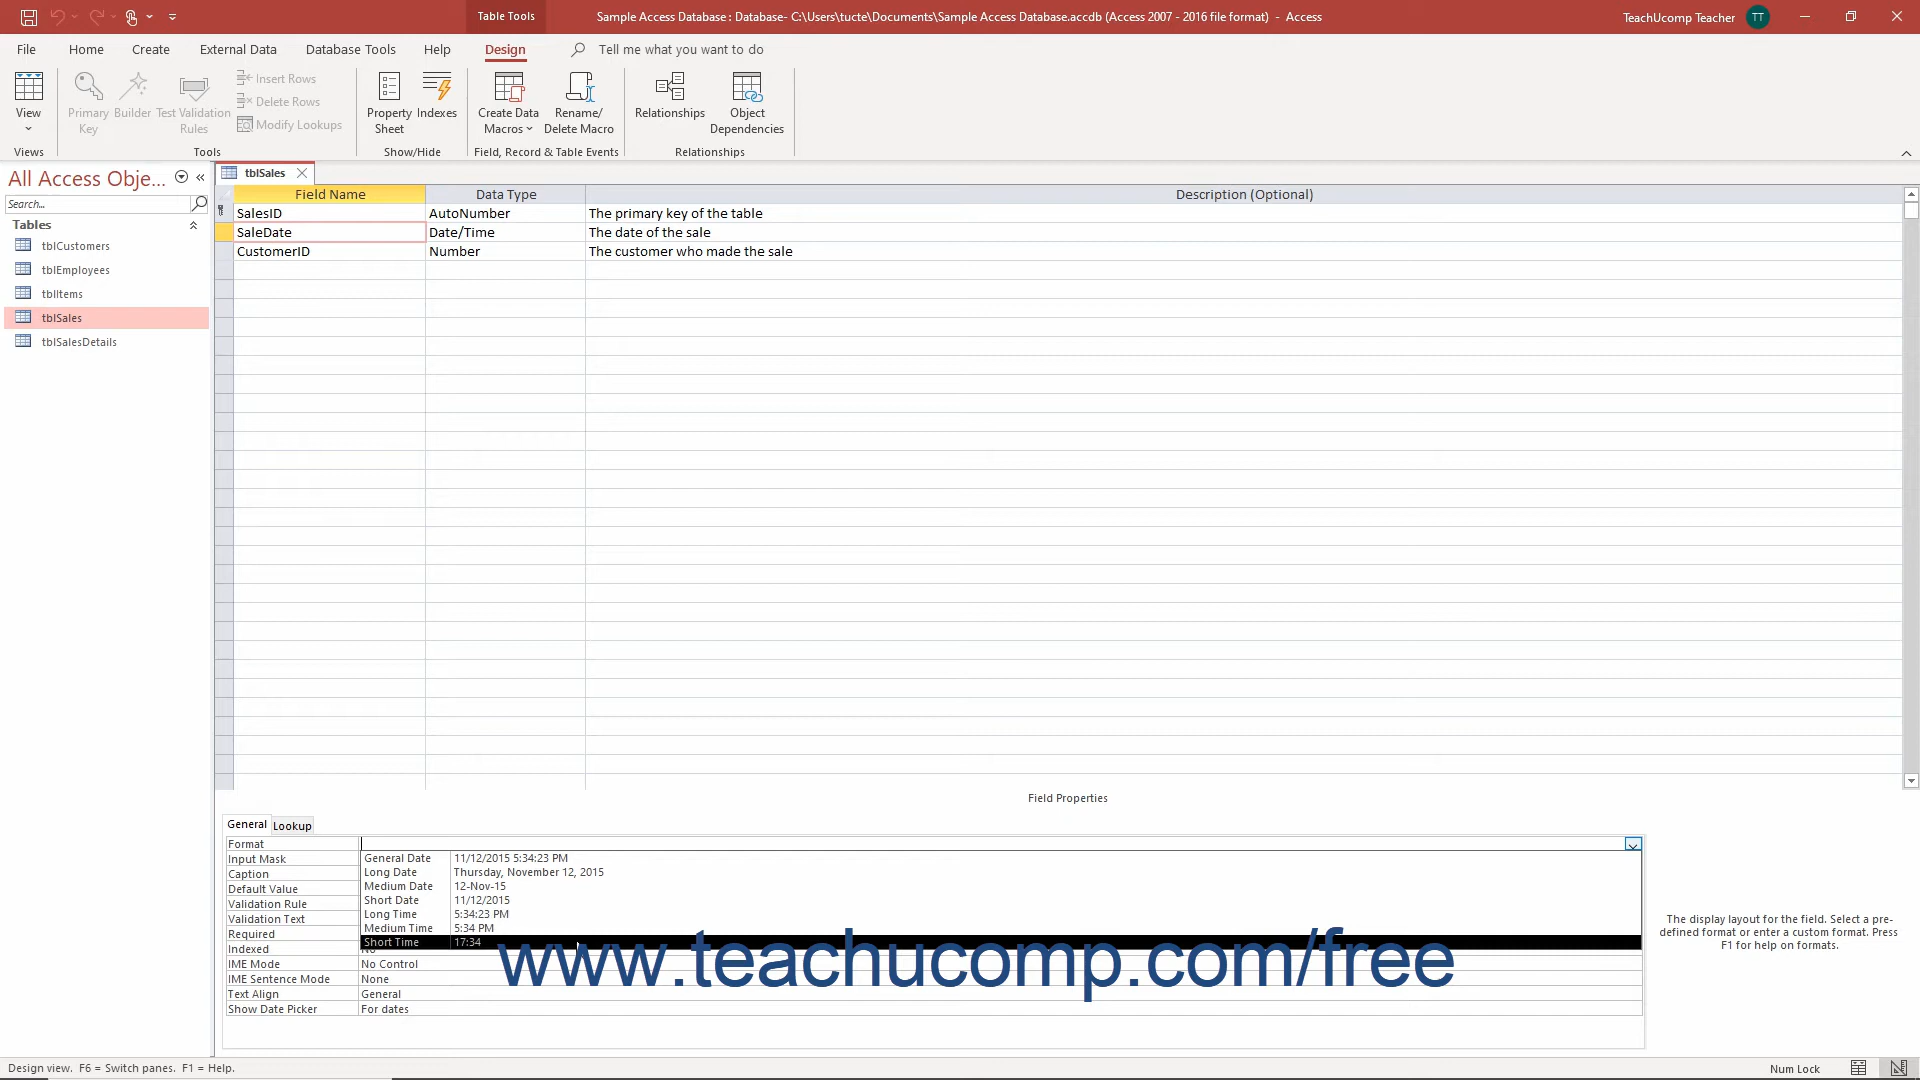 Table Tools
Sample Access Database : Database- C:\Users\tucte\Documents\Sample Access Database.accdb (Access 2007 - 2016 file format)  -  Access
TeachUcomp Teacher
TT
File
Home
Create
External Data
Database Tools
Help
Design
Tell me what you want to do
View
Primary Key
Builder
Test Validation Rules
Insert Rows
Delete Rows
Modify Lookups
Property Sheet
Indexes
Create Data Macros
Rename/ Delete Macro
Relationships
Object Dependencies
Views
Tools
Show/Hide
Field, Record & Table Events
Relationships
All Access Obje...
Search...
Tables
tblCustomers
tblEmployees
tblItems
tblSales
tblSalesDetails
tblSales
Field Name Data Type Description (Optional)
SalesID AutoNumber The primary key of the table
SaleDate Date/Time The date of the sale
CustomerID Number The customer who made the sale
Field Properties
General
Lookup
Format
Input Mask
Caption
Default Value
Validation Rule
Validation Text
Required
Indexed
IME Mode No Control
IME Sentence Mode None
Text Align General
Show Date Picker For dates
General Date 11/12/2015 5:34:23 PM
Long Date Thursday, November 12, 2015
Medium Date 12-Nov-15
Short Date 11/12/2015
Long Time 5:34:23 PM
Medium Time 5:34 PM
Short Time 17:34
The display layout for the field. Select a pre-
defined format or enter a custom format. Press
F1 for help on formats.
www.teachucomp.com/free
Design view.  F6 = Switch panes.  F1 = Help.
Num Lock